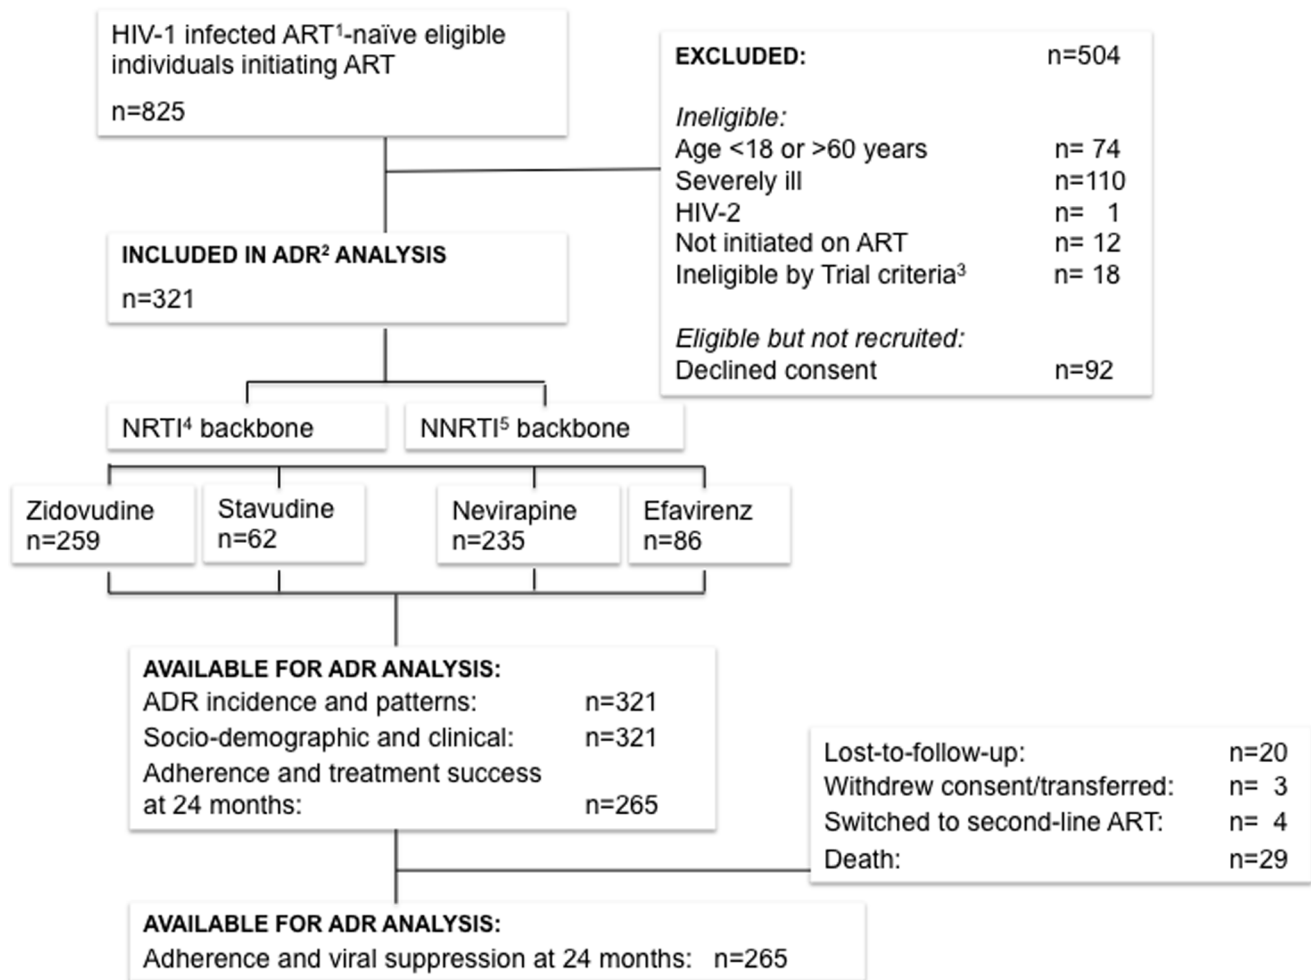 HIV-1 infected ART¹-naïve eligible
individuals initiating ART
n=825
EXCLUDED: n=504
Ineligible:
Age <18 or >60 years n= 74
Severely ill n=110
HIV-2 n= 1
Not initiated on ART n= 12
Ineligible by Trial criteria³ n= 18
Eligible but not recruited:
Declined consent n=92
INCLUDED IN ADR² ANALYSIS
n=321
NRTI⁴ backbone
NNRTI⁵ backbone
Zidovudine
n=259
Stavudine
n=62
Nevirapine
n=235
Efavirenz
n=86
AVAILABLE FOR ADR ANALYSIS:
ADR incidence and patterns: n=321
Socio-demographic and clinical: n=321
Adherence and treatment success
at 24 months: n=265
Lost-to-follow-up: n=20
Withdrew consent/transferred: n= 3
Switched to second-line ART: n= 4
Death: n=29
AVAILABLE FOR ADR ANALYSIS:
Adherence and viral suppression at 24 months: n=265